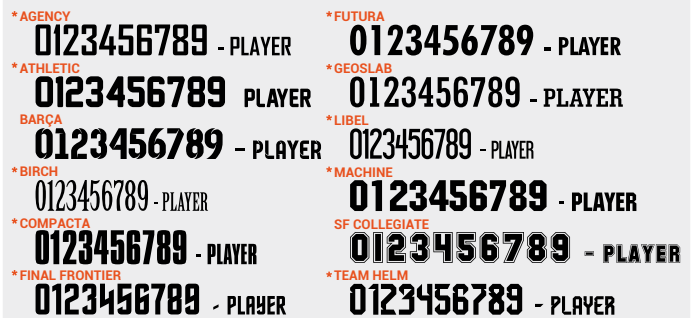 * AGENCY
0123456789 - PLAYER
* ATHLETIC
0123456789 PLAYER
BARÇA
0123456789 - PLAYER
* BIRCH
0123456789 - PLAYER
* COMPACTA
0123456789 - PLAYER
* FINAL FRONTIER
0123456789 - PLAYER
* FUTURA
0123456789 - PLAYER
* GEOSLAB
0123456789 - PLAYER
* LIBEL
0123456789 - PLAYER
* MACHINE
0123456789 - PLAYER
SF COLLEGIATE
0123456789 - PLAYER
* TEAM HELM
0123456789 - PLAYER